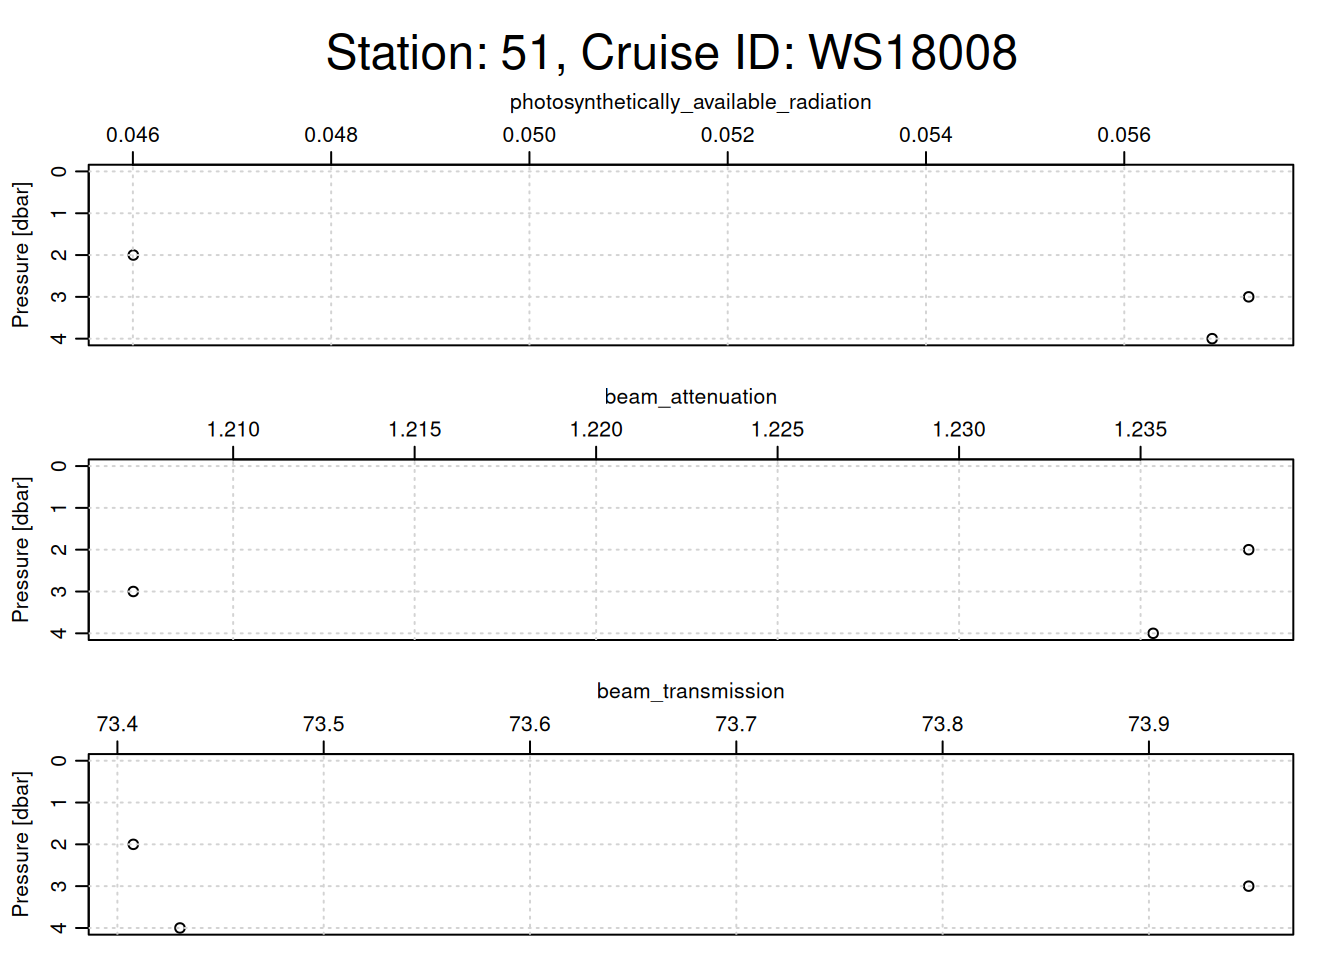 Station: 51, Cruise ID: WS18008
photosynthetically_available_radiation
0.046 0.048 0.050 0.052 0.054 0.056
Pressure [dbar]
0
1
2
3
4
beam_attenuation
1.210 1.215 1.220 1.225 1.230 1.235
Pressure [dbar]
0
1
2
3
4
beam_transmission
73.4 73.5 73.6 73.7 73.8 73.9
Pressure [dbar]
0
1
2
3
4